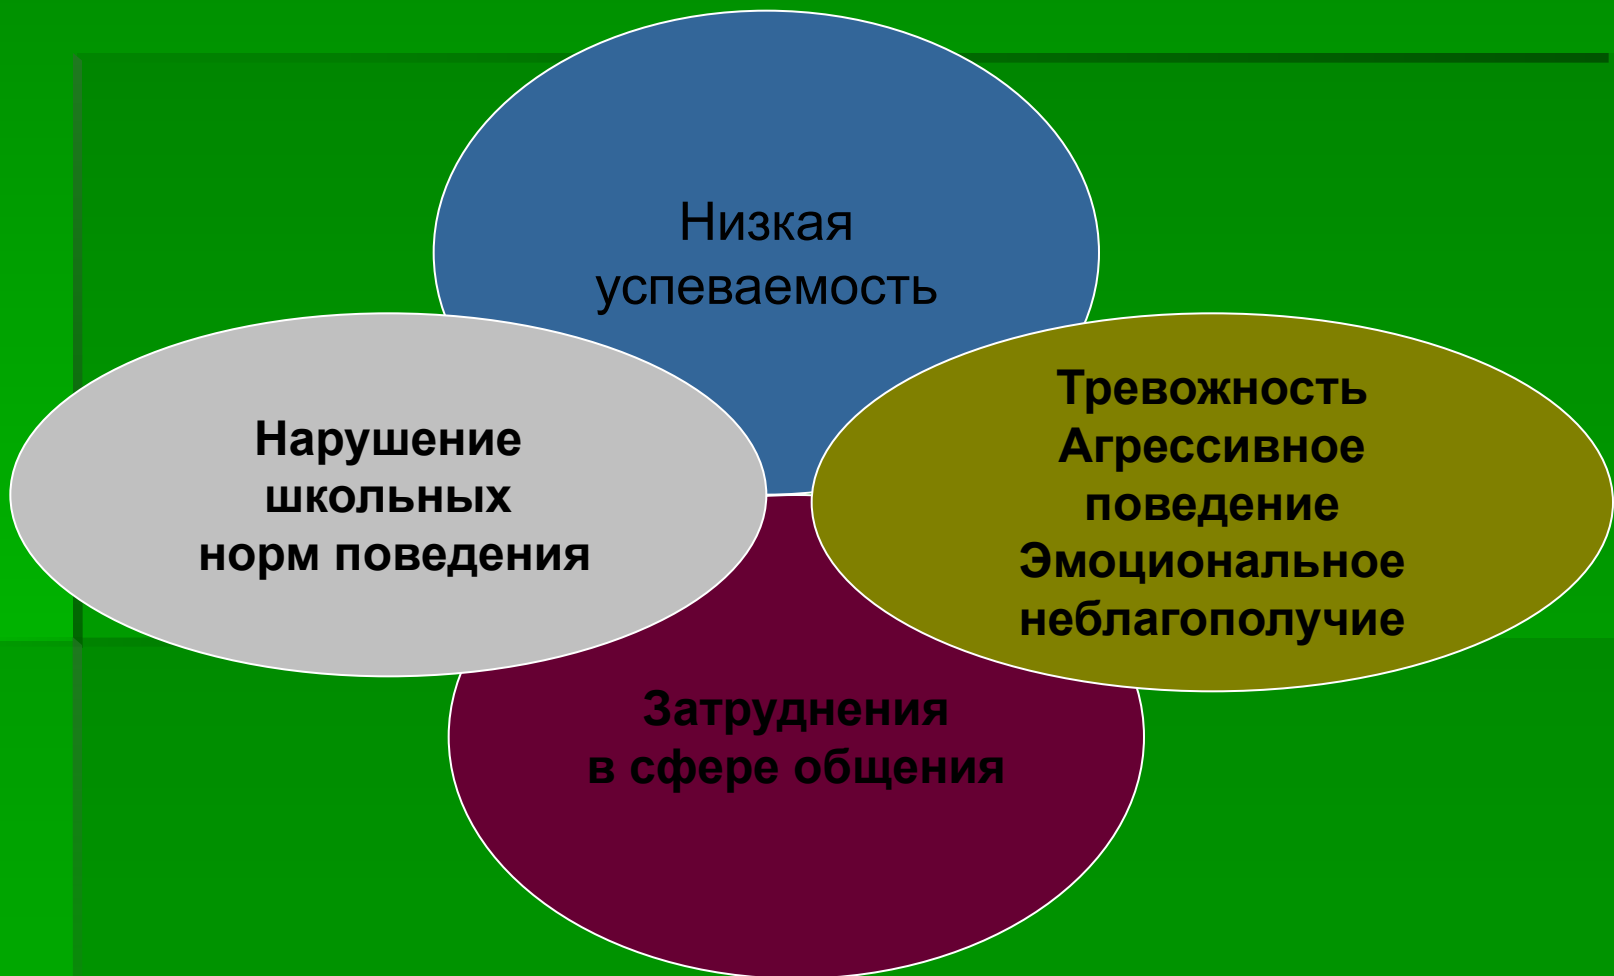 Низкая
успеваемость
Нарушение
школьных
норм поведения
Тревожность
Агрессивное
поведение
Эмоциональное
неблагополучие
Затруднения
в сфере общения